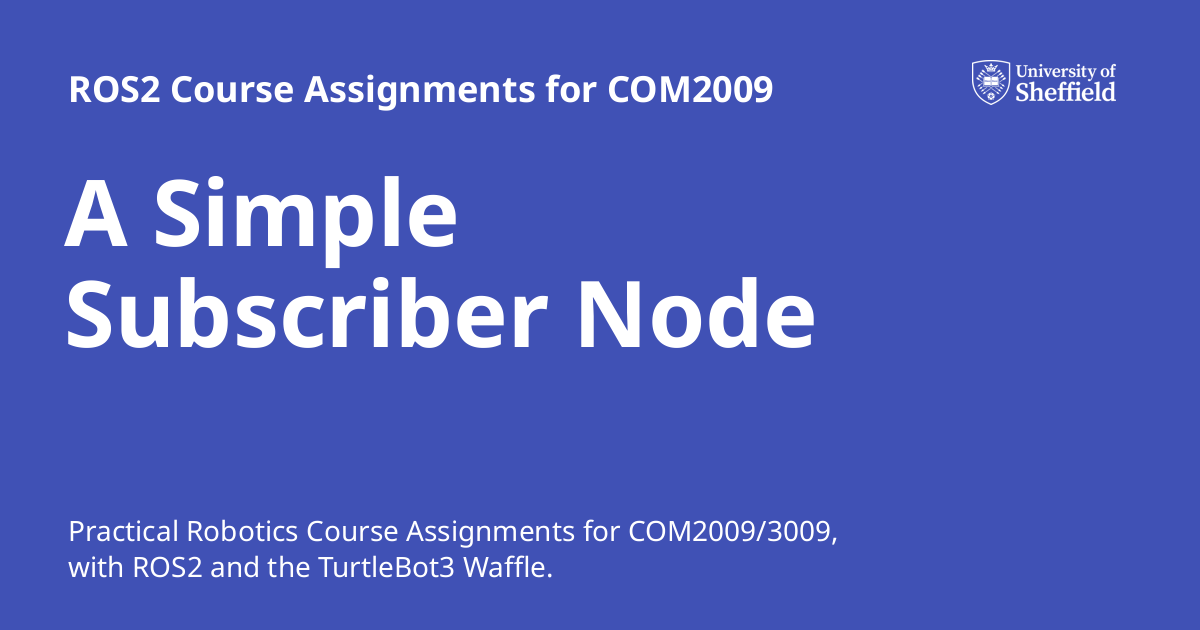 ROS2 Course Assignments for COM2009
University of
Sheffield
A Simple
Subscriber Node
Practical Robotics Course Assignments for COM2009/3009,
with ROS2 and the TurtleBot3 Waffle.